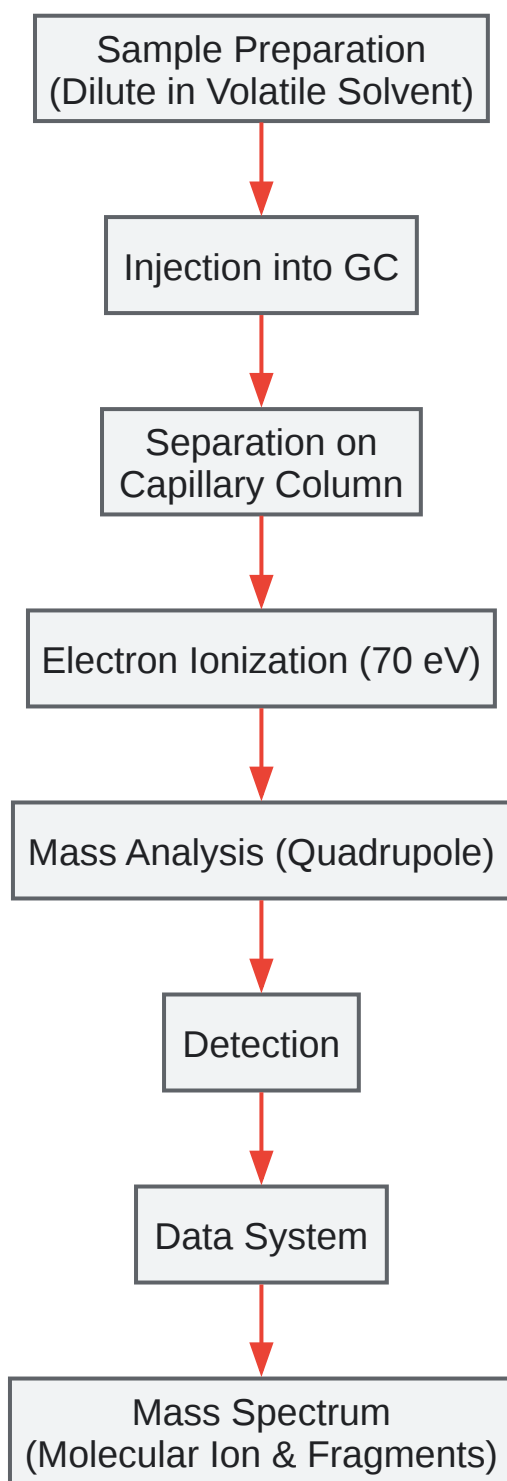 Sample Preparation
(Dilute in Volatile Solvent)
Injection into GC
Separation on
Capillary Column
Electron Ionization (70 eV)
Mass Analysis (Quadrupole)
Detection
Data System
Mass Spectrum
(Molecular Ion & Fragments)